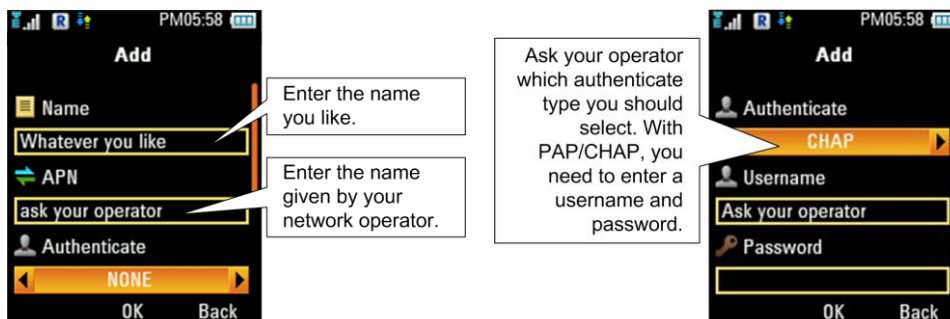 R PM05:58
Add
Name
Whatever you like
APN
ask your operator
Authenticate
NONE
OK Back
Enter the name
you like.
Enter the name
given by your
network operator.
Ask your operator
which authenticate
type you should
select. With
PAP/CHAP, you
need to enter a
username and
password.
R PM05:58
Add
Authenticate
CHAP
Username
Ask your operator
Password
OK Back